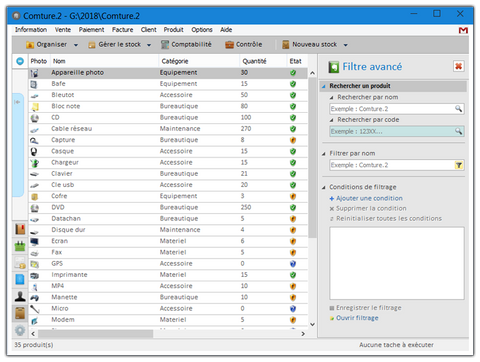 Comture.2 - G:\2018\Comture.2
Information Vente Payement Facture Client Produit Options Aide
Organiser Gérer le stock Comptabilité Contrôle Nouveau stock
Photo Nom Catégorie Quantité Etat
Appareille photo Equipement 30
Bafe Equipement 15
Bleutot Accessoire 50
Bloc note Bureautique 80
CD Bureautique 100
Cable réseau Maintenance 270
Capture Bureautique 8
Casque Accessoire 15
Chargeur Accessoire 15
Clavier Bureautique 21
Cle usb Accessoire 20
Cofre Equipement 3
DVD Bureautique 250
Datachan Bureautique 5
Disque dur Maintenance 4
Ecran Materiel 6
Fax Materiel 5
GPS Accessoire 0
Imprimante Materiel 15
MP4 Accessoire 10
Manette Bureautique 10
Micro Accessoire 0
Modem Materiel 5
35 produit(s)
Filtre avancé
Rechercher un produit
Rechercher par nom
Exemple : Comture.2
Rechercher par code
Exemple : 123XX...
Filtrer par nom
Exemple : Comture.2
Conditions de filtrage
Ajouter une condition
Supprimer la condition
Reinitialiser toutes les conditions
Enregistrer le filtrage
Ouvrir filtrage
Aucune tache à exécuter